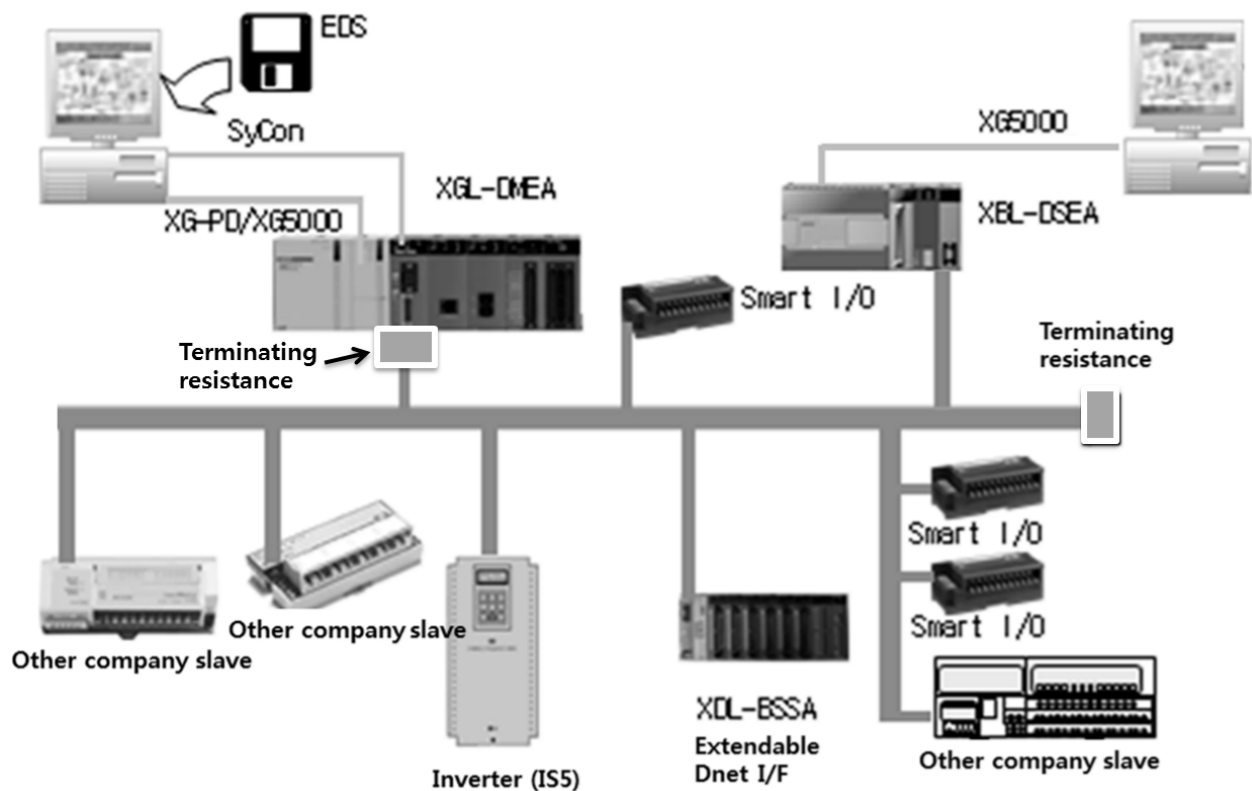 EDS
SyCon
XG5000
XGL-DMEA
XG-PD/XG5000
XBL-DSEA
Smart I/O
Terminating
resistance
Terminating
resistance
Smart I/O
Smart I/O
Other company slave
Other company slave
Inverter (IS5)
XDL-BSSA
Extendable
Dnet I/F
Other company slave